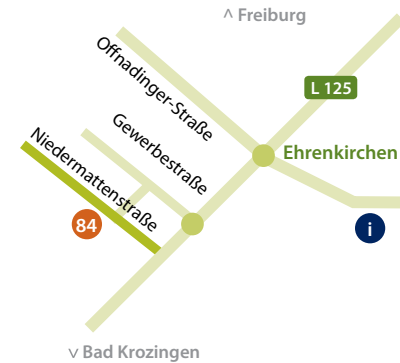 ^ Freiburg
Offnadinger-Straße
L 125
Gewerbestraße
Ehrenkirchen
Niedermattenstraße
84
i
v Bad Krozingen